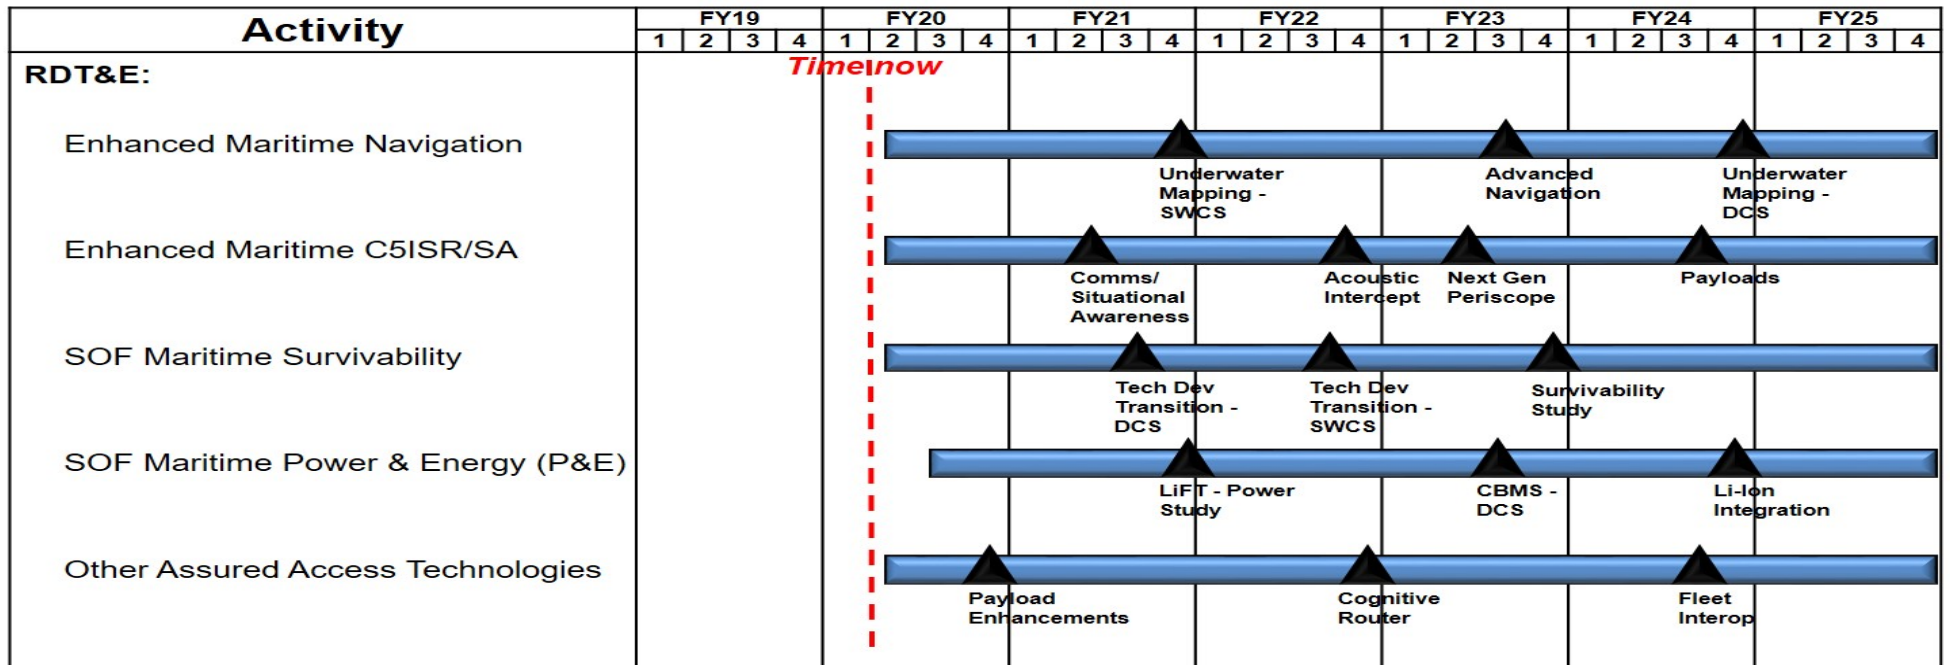 Activity
FY19 FY20 FY21 FY22 FY23 FY24 FY25
1 2 3 4 1 2 3 4 1 2 3 4 1 2 3 4 1 2 3 4 1 2 3 4 1 2 3 4
RDT&E:
Time now
Enhanced Maritime Navigation
Underwater
Mapping -
SWCS
Advanced
Navigation
Underwater
Mapping -
DCS
Enhanced Maritime C5ISR/SA
Comms/
Situational
Awareness
Acoustic
Intercept
Next Gen
Periscope
Payloads
SOF Maritime Survivability
Tech Dev
Transition -
DCS
Tech Dev
Transition -
SWCS
Survivability
Study
SOF Maritime Power & Energy (P&E)
LiFT - Power
Study
CBMS -
DCS
Li-Ion
Integration
Other Assured Access Technologies
Payload
Enhancements
Cognitive
Router
Fleet
Interop